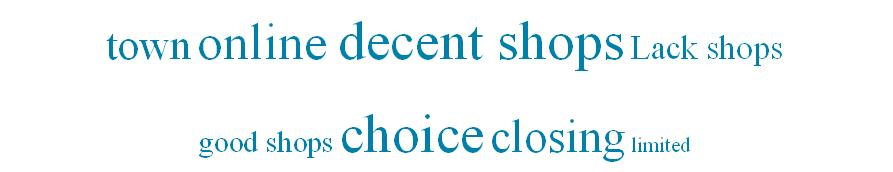 town online decent shops Lack shops
good shops choice closing limited